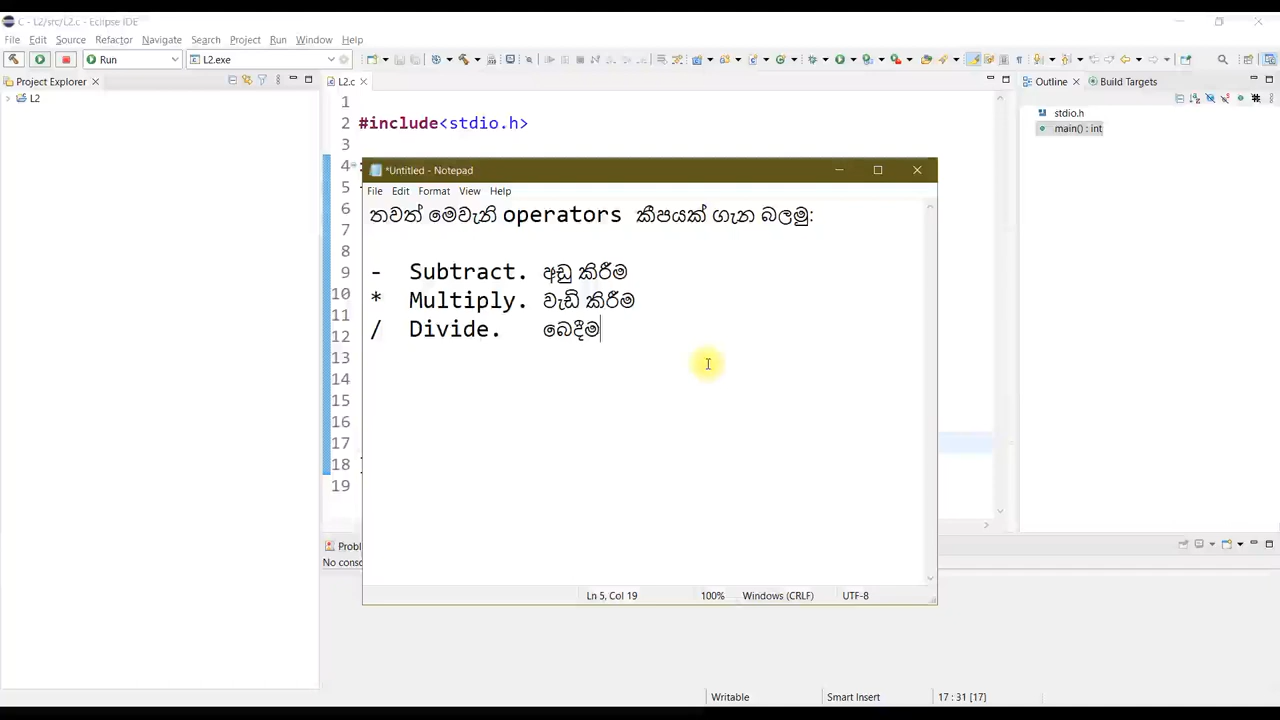 C - L2/src/L2.c - Eclipse IDE
File Edit Source Refactor Navigate Search Project Run Window Help
Run L2.exe
Project Explorer
L2
L2.c
1
2 #include<stdio.h>
3
4
5
6
7
8
9
10
11
12
13
14
15
16
17
18
19
*Untitled - Notepad
File Edit Format View Help
තවත් මෙවැනි operators කීපයක් ගැන බලමු:
- Subtract. අඩු කිරීම
* Multiply. වැඩි කිරීම
/ Divide. බෙදීම
Ln 5, Col 19 100% Windows (CRLF) UTF-8
Outline Build Targets
stdio.h
main() : int
Probl
No conso
Writable Smart Insert 17 : 31 [17]